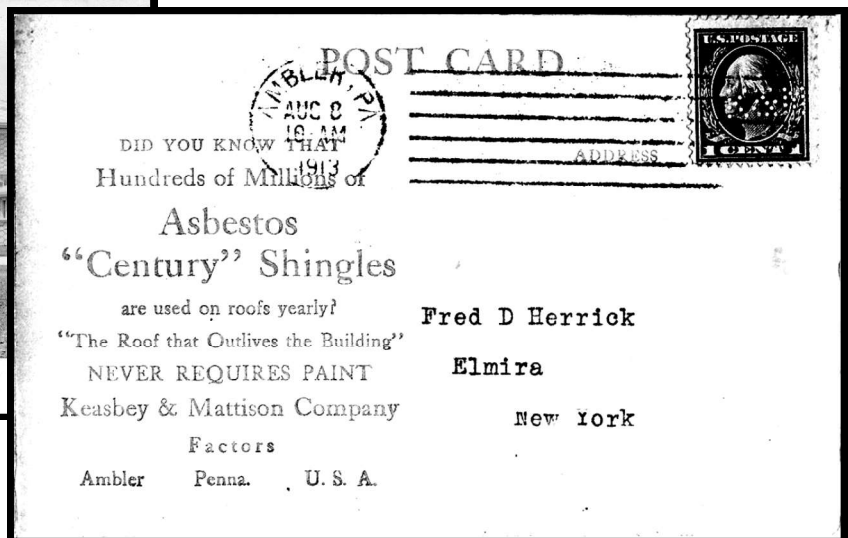 POST CARD
AMBLER, PA.
AUG 8
10 AM
1913
U.S. POSTAGE
1 CENT 1
ADDRESS
DID YOU KNOW THAT
Hundreds of Millions of
Asbestos
“Century” Shingles
are used on roofs yearly?
“The Roof that Outlives the Building”
NEVER REQUIRES PAINT
Keasbey & Mattison Company
Factors
Ambler Penna. U. S. A.
Fred D Herrick
Elmira
New York